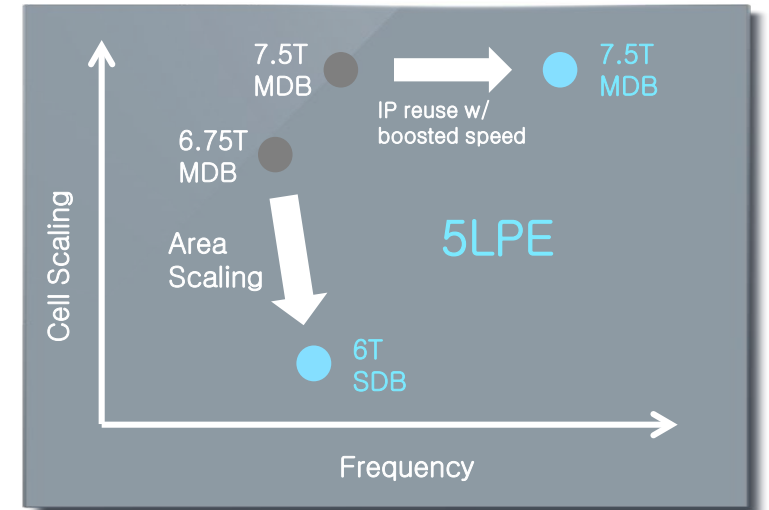 7.5T
MDB
7.5T
MDB
IP reuse w/
boosted speed
6.75T
MDB
Area
Scaling
5LPE
6T
SDB
Cell Scaling
Frequency